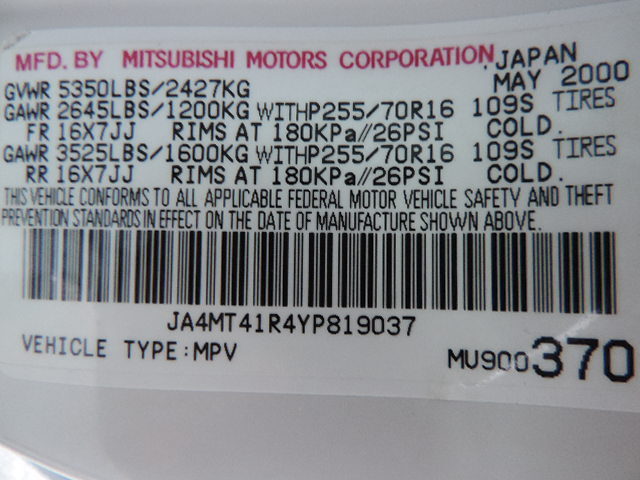 MFD. BY MITSUBISHI MOTORS CORPORATION, JAPAN
GVWR 5350LBS/2427KG MAY 2000
GAWR 2645LBS/1200KG WITH P255/70R16 109S TIRES
FR 16X7JJ RIMS AT 180KPa//26PSI COLD.
GAWR 3525LBS/1600KG WITH P255/70R16 109S TIRES
RR 16X7JJ RIMS AT 180KPa//26PSI COLD.
THIS VEHICLE CONFORMS TO ALL APPLICABLE FEDERAL MOTOR VEHICLE SAFETY AND THEFT
PREVENTION STANDARDS IN EFFECT ON THE DATE OF MANUFACTURE SHOWN ABOVE.
JA4MT41R4YP819037
VEHICLE TYPE:MPV MU900370